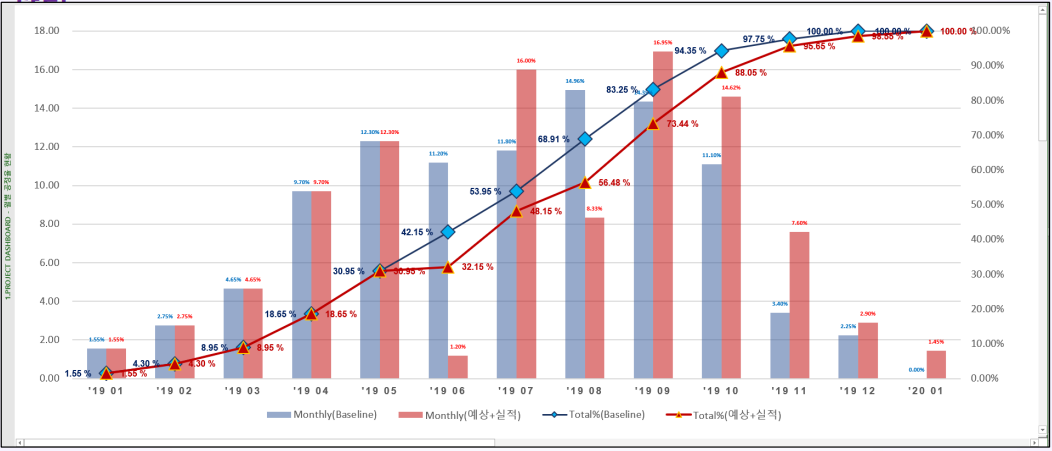 1.PROJECT DASHBOARD - 월별 공정율 현황
18.00
16.00
14.00
12.00
10.00
8.00
6.00
4.00
2.00
0.00
100.00%
90.00%
80.00%
70.00%
60.00%
50.00%
40.00%
30.00%
20.00%
10.00%
0.00%
1.55% 1.55%
2.75% 2.75%
4.65% 4.65%
9.70% 9.70%
12.30% 12.30%
11.20% 1.20%
11.80% 16.00%
14.96% 8.33%
16.95%
11.10% 14.62%
3.40% 7.60%
2.25% 2.90%
0.00% 1.45%
1.55 % 1.55 %
4.30 % 4.30 %
8.95 % 8.95 %
18.65 % 18.65 %
30.95 % 30.95 %
42.15 % 32.15 %
53.95 % 48.15 %
68.91 % 56.48 %
83.25 % 73.44 %
94.35 % 88.05 %
97.75 % 95.65 %
100.00 %
100.00 % 100.00 %
'19 01 '19 02 '19 03 '19 04 '19 05 '19 06 '19 07 '19 08 '19 09 '19 10 '19 11 '19 12 '20 01
Monthly(Baseline) Monthly(예상+실적) Total%(Baseline) Total%(예상+실적)